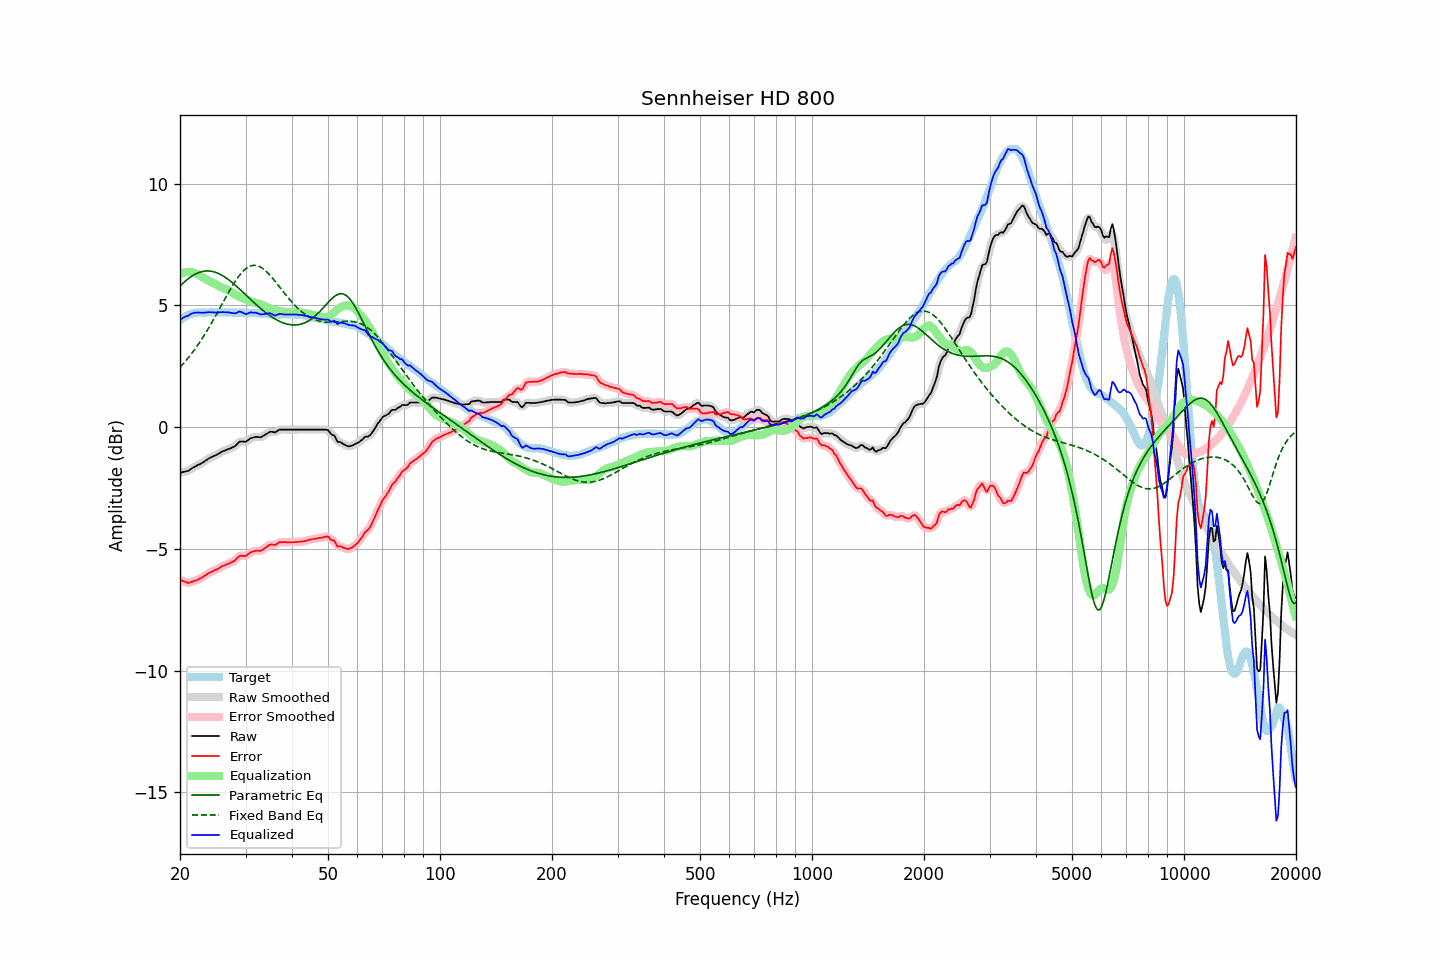 Sennheiser HD 800
Amplitude (dBr)
10
5
0
−5
−10
−15
Target
Raw Smoothed
Error Smoothed
Raw
Error
Equalization
Parametric Eq
Fixed Band Eq
Equalized
20 50 100 200 500 1000 2000 5000 10000 20000
Frequency (Hz)